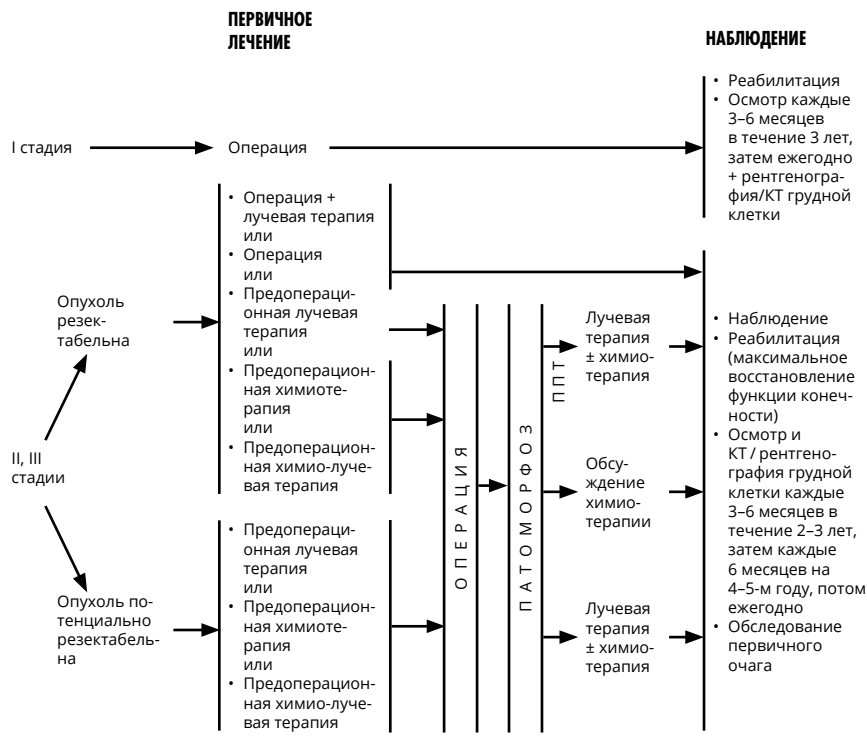 ПЕРВИЧНОЕ
ЛЕЧЕНИЕ
НАБЛЮДЕНИЕ
I стадия
Операция
• Реабилитация
• Осмотр каждые
3–6 месяцев
в течение 3 лет,
затем ежегодно
+ рентгеногра-
фия/КТ грудной
клетки
II, III
стадии
Опухоль
резек-
табельна
• Операция +
лучевая терапия
или
• Операция
или
• Предопераци-
онная лучевая
терапия
или
• Предоперацион-
ная химиоте-
рапия
или
• Предоперацион-
ная химио-луче-
вая терапия
Опухоль по-
тенциально
резектабель-
на
• Предопераци-
онная лучевая
терапия
или
• Предоперацион-
ная химиоте-
рапия
или
• Предоперацион-
ная химио-луче-
вая терапия
ОПЕРАЦИЯ
ПАТОМОРФОЗ
ППТ
Лучевая
терапия
± химио-
терапия
Обсу-
ждение
химио-
терапии
Лучевая
терапия
± химио-
терапия
• Наблюдение
• Реабилитация
(максимальное
восстановление
функции конеч-
ности)
• Осмотр и
КТ / рентгено-
графия грудной
клетки каждые
3–6 месяцев в
течение 2–3 лет,
затем каждые
6 месяцев на
4–5-м году, потом
ежегодно
• Обследование
первичного
очага